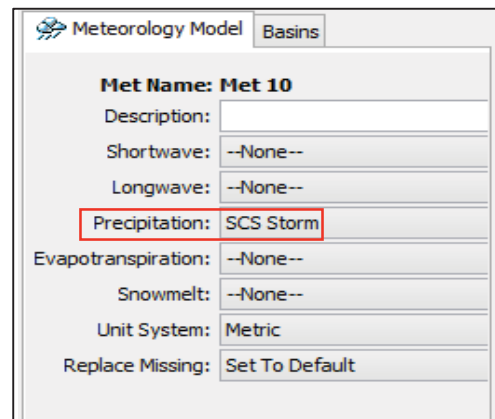 Meteorology Model Basins
Met Name: Met 10
Description:
Shortwave: --None--
Longwave: --None--
Precipitation: SCS Storm
Evapotranspiration: --None--
Snowmelt: --None--
Unit System: Metric
Replace Missing: Set To Default